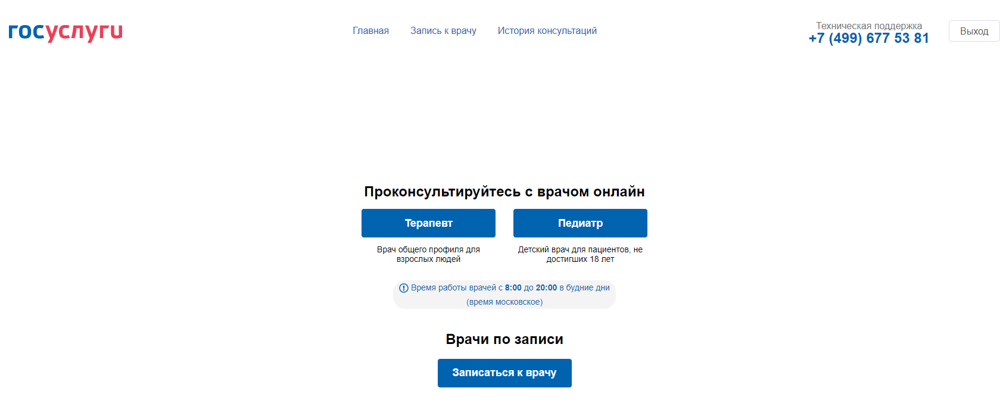 госуслуги
Главная Запись к врачу История консультаций
Техническая поддержка
+7 (499) 677 53 81
Выход
Проконсультируйтесь с врачом онлайн
Терапевт
Врач общего профиля для
взрослых людей
Педиатр
Детский врач для пациентов, не
достигших 18 лет
Время работы врачей с 8:00 до 20:00 в будние дни
(время московское)
Врачи по записи
Записаться к врачу